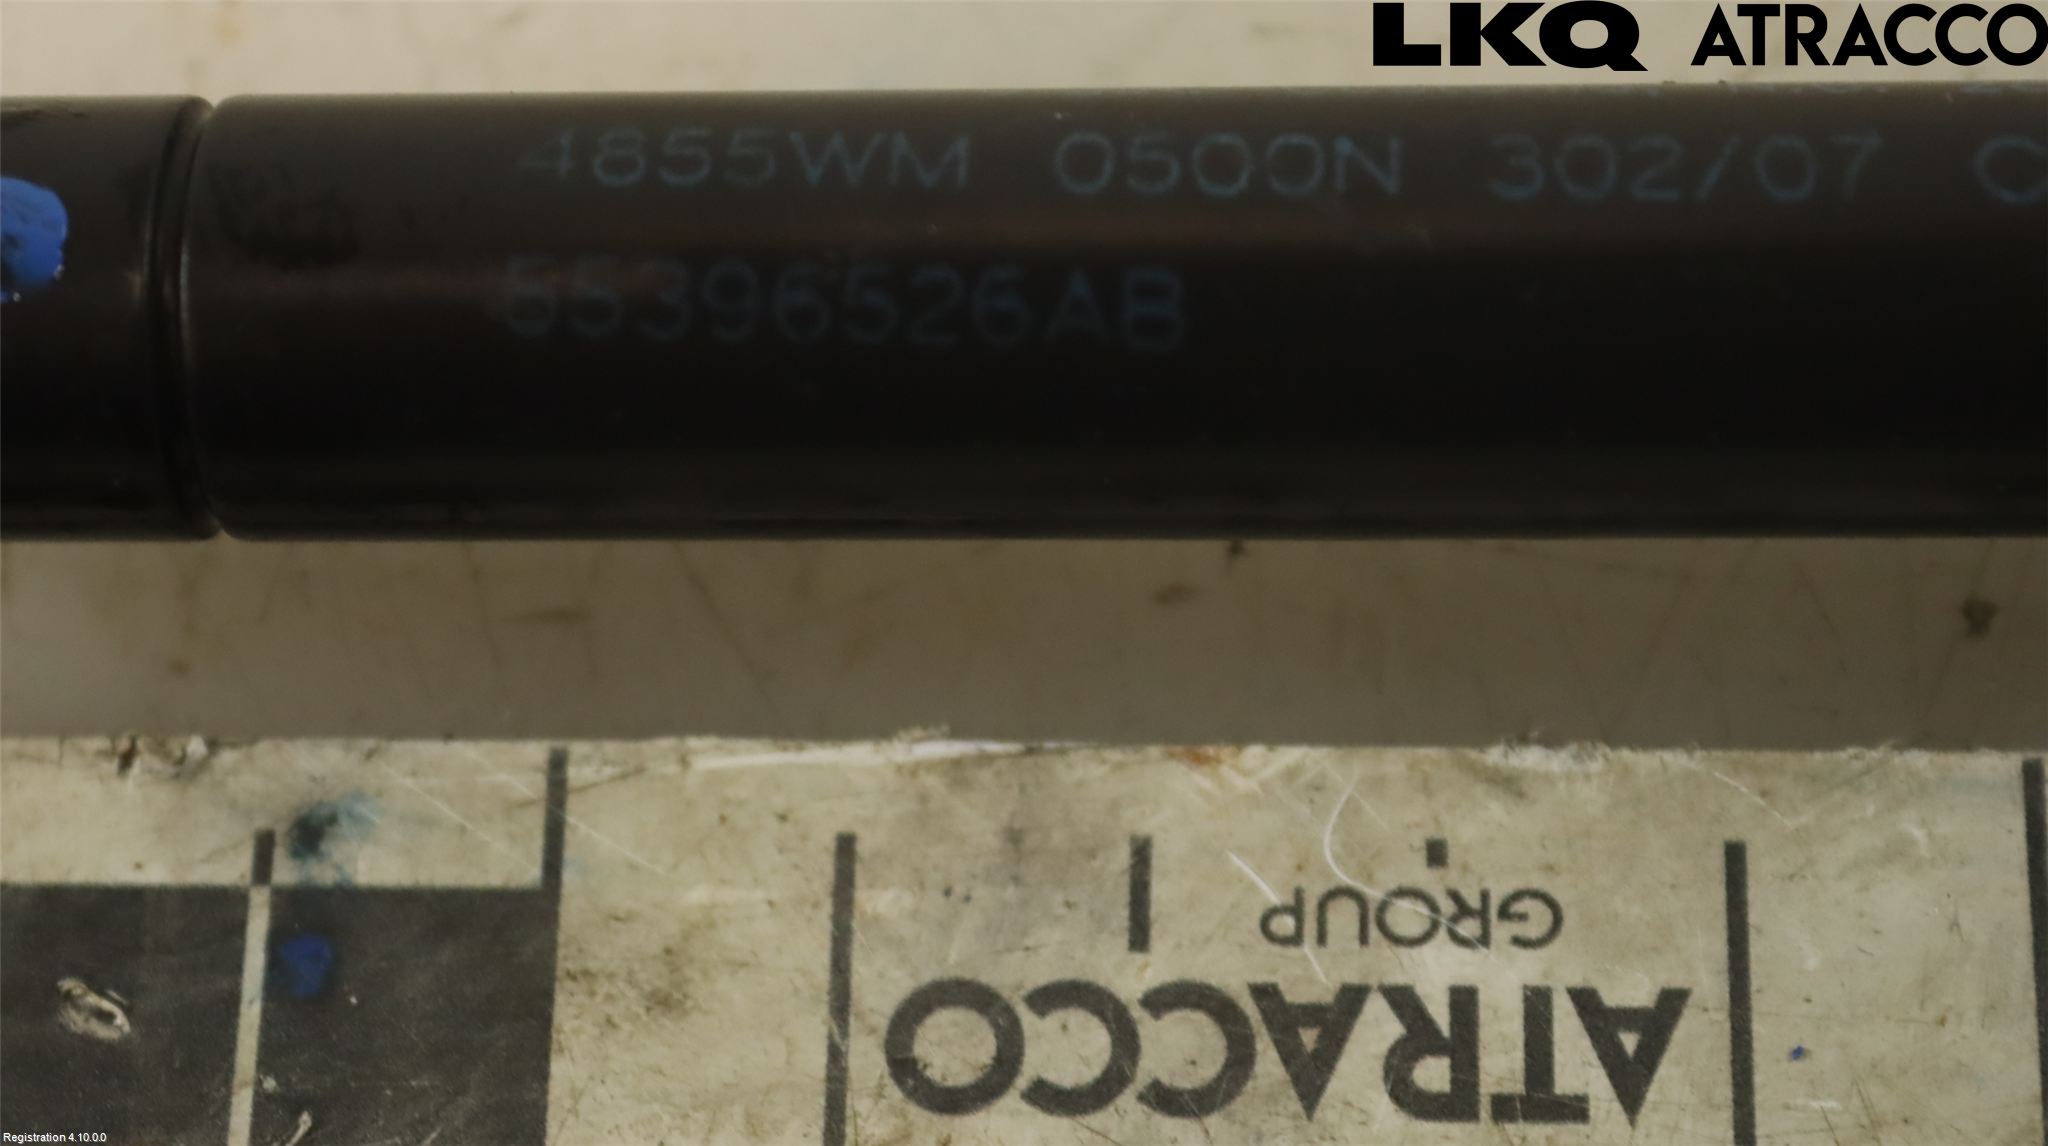 LKQ ATRACCO
4855WM 0500N 302/07 C
55396526AB
GROUP
ATRACCO
Registration 4.10.0.0